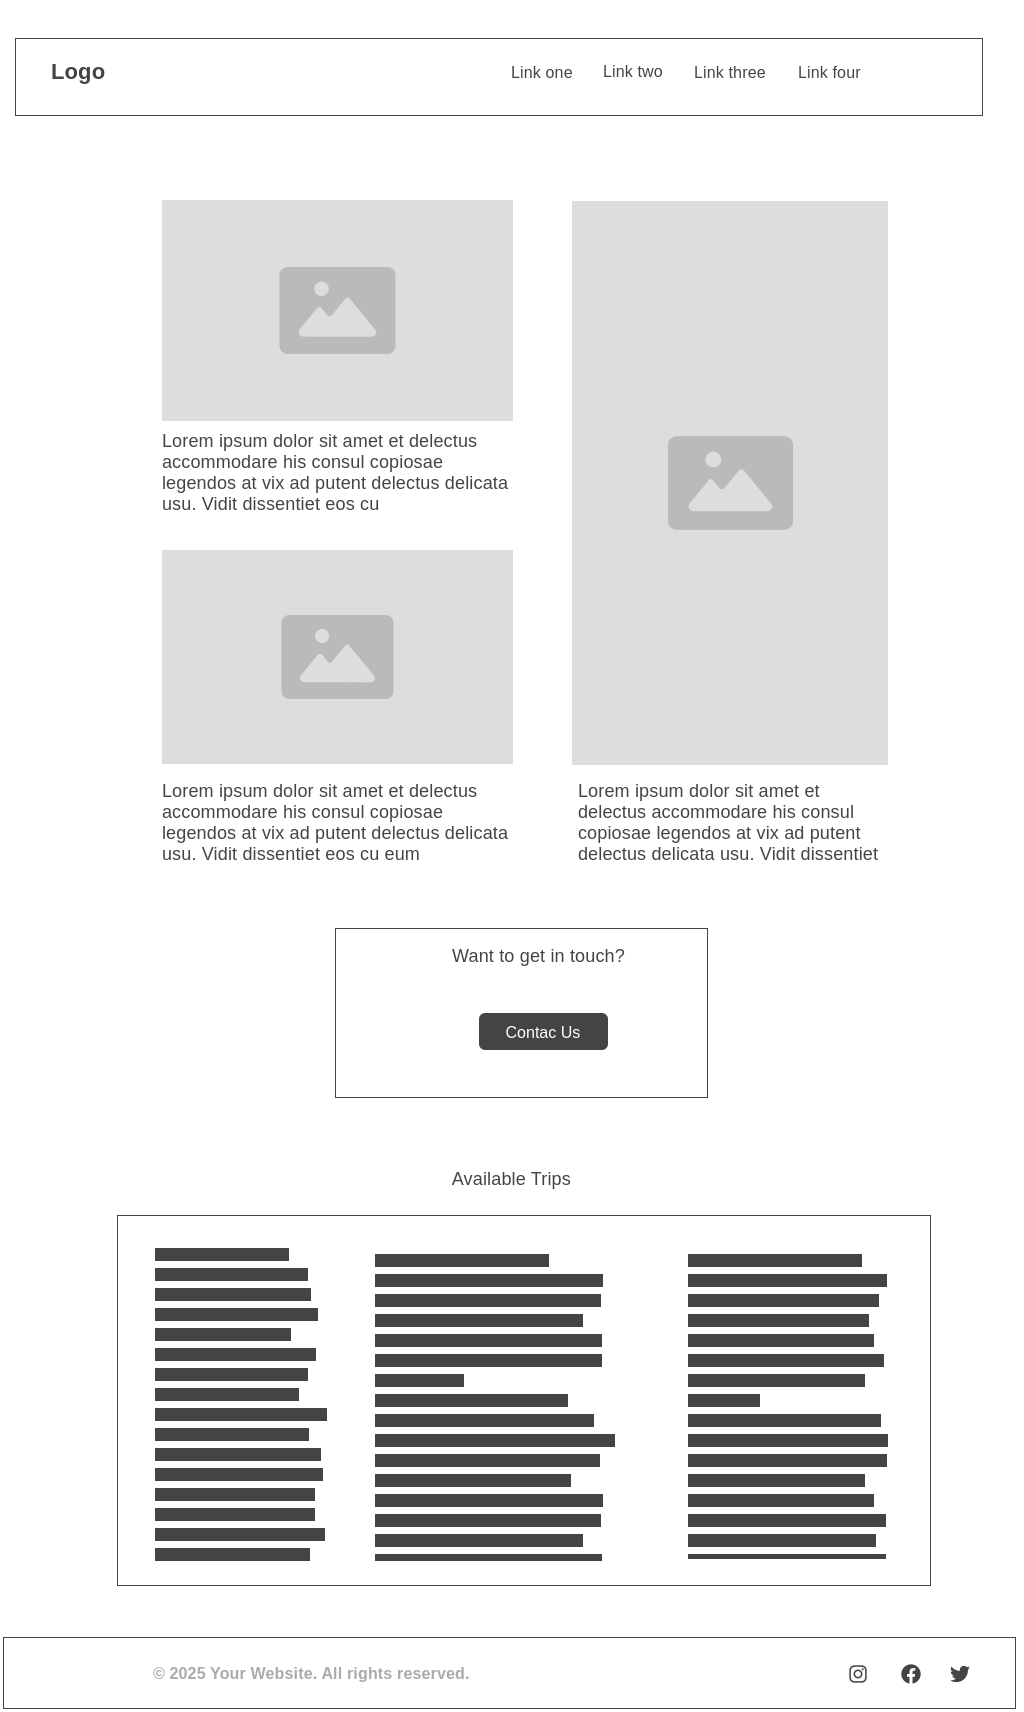 Logo
Link one
Link two
Link three
Link four
Lorem ipsum dolor sit amet et delectus
accommodare his consul copiosae
legendos at vix ad putent delectus delicata
usu. Vidit dissentiet eos cu
Lorem ipsum dolor sit amet et delectus
accommodare his consul copiosae
legendos at vix ad putent delectus delicata
usu. Vidit dissentiet eos cu eum
Lorem ipsum dolor sit amet et
delectus accommodare his consul
copiosae legendos at vix ad putent
delectus delicata usu. Vidit dissentiet
Want to get in touch?
Contac Us
Available Trips
© 2025 Your Website. All rights reserved.